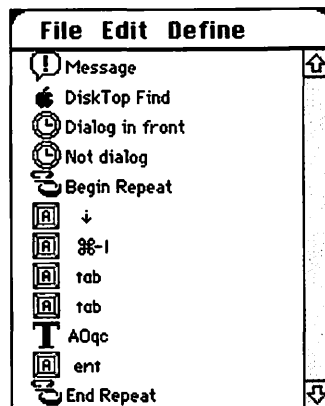 File Edit Define
Message
DiskTop Find
Dialog in front
Not dialog
Begin Repeat
A ↓
A ⌘-I
A tab
A tab
T AOqc
A ent
End Repeat